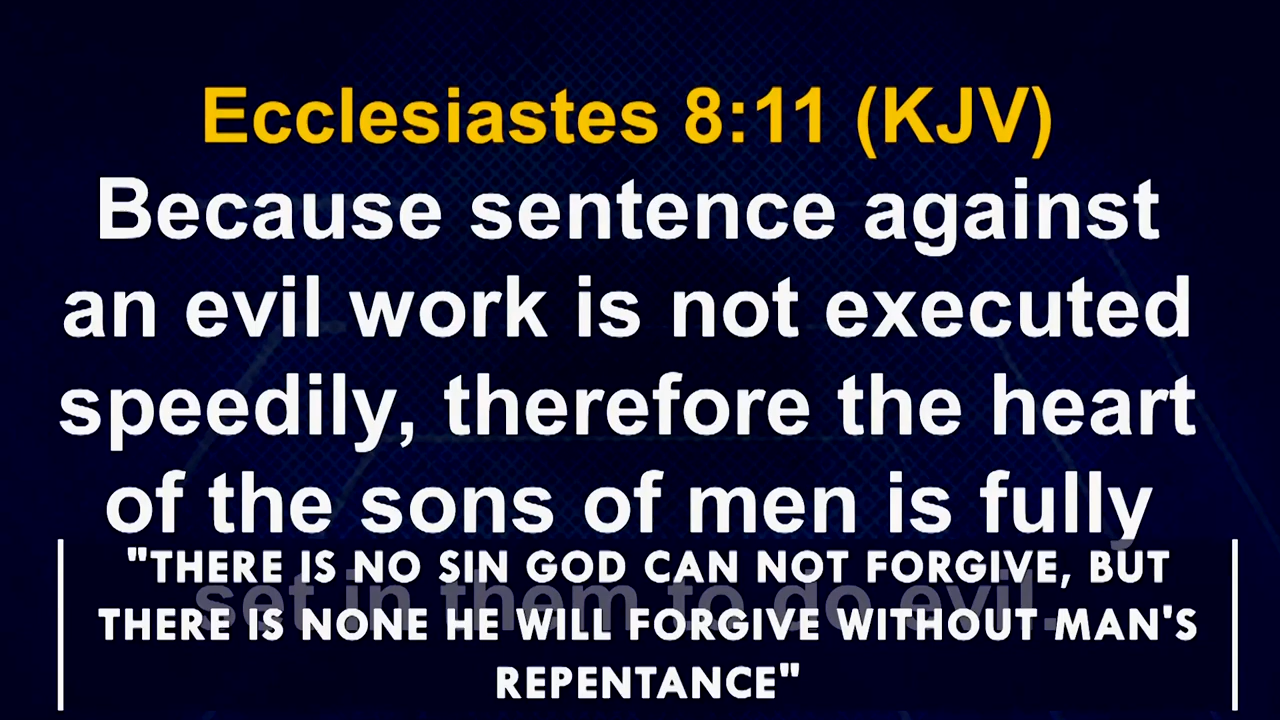 Ecclesiastes 8:11 (KJV)
Because sentence against
an evil work is not executed
speedily, therefore the heart
of the sons of men is fully
set in them to do evil.
"THERE IS NO SIN GOD CAN NOT FORGIVE, BUT
THERE IS NONE HE WILL FORGIVE WITHOUT MAN'S
REPENTANCE"